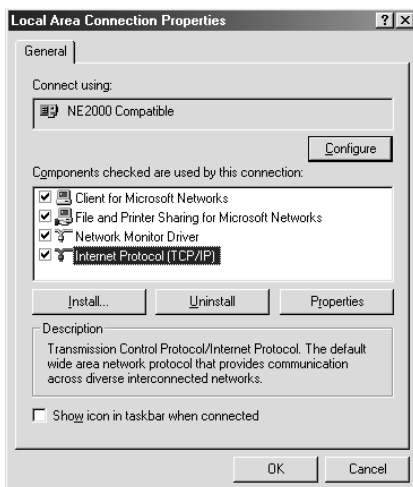 Local Area Connection Properties
General
Connect using:
NE2000 Compatible
Configure
Components checked are used by this connection:
Client for Microsoft Networks
File and Printer Sharing for Microsoft Networks
Network Monitor Driver
Internet Protocol (TCP/IP)
Install...
Uninstall
Properties
Description
Transmission Control Protocol/Internet Protocol. The default
wide area network protocol that provides communication
across diverse interconnected networks.
Show icon in taskbar when connected
OK
Cancel